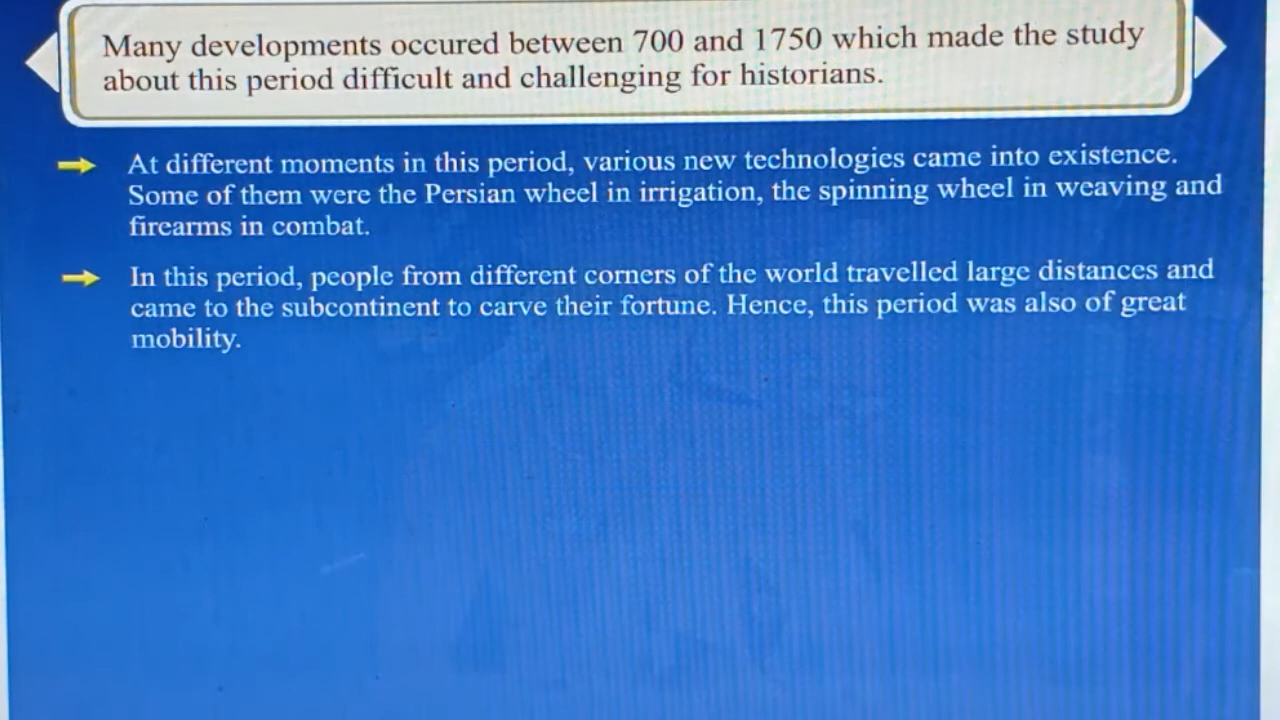 Many developments occured between 700 and 1750 which made the study
about this period difficult and challenging for historians.
At different moments in this period, various new technologies came into existence.
Some of them were the Persian wheel in irrigation, the spinning wheel in weaving and
firearms in combat.
In this period, people from different corners of the world travelled large distances and
came to the subcontinent to carve their fortune. Hence, this period was also of great
mobility.